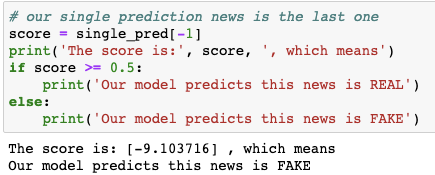 # our single prediction news is the last one
score = single_pred[-1]
print('The score is:', score, ', which means')
if score >= 0.5:
    print('Our model predicts this news is REAL')
else:
    print('Our model predicts this news is FAKE')
The score is: [-9.103716] , which means
Our model predicts this news is FAKE